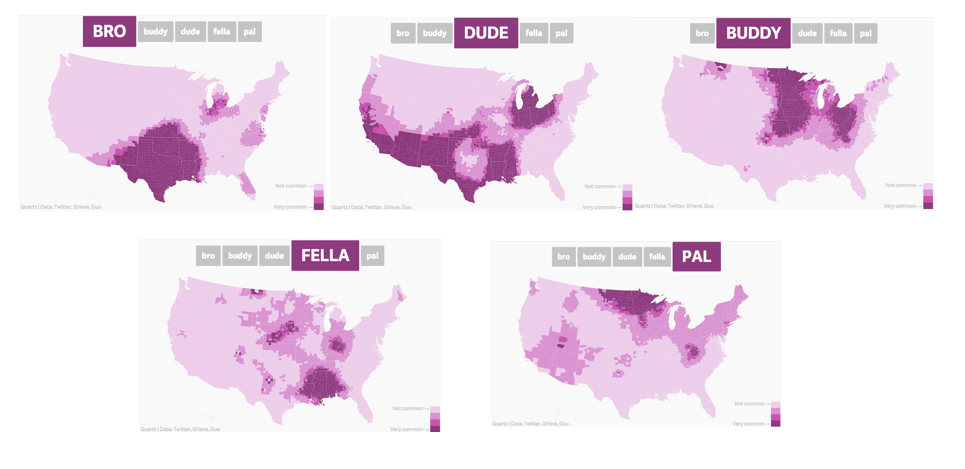 BRO buddy dude fella pal
Not common
Very common
Quartz | Data: Twitter, Grieve, Guo
bro buddy DUDE fella pal
Not common
Very common
Quartz | Data: Twitter, Grieve, Guo
bro BUDDY dude fella pal
Not common
Very common
Quartz | Data: Twitter, Grieve, Guo
bro buddy dude FELLA pal
Not common
Very common
Quartz | Data: Twitter, Grieve, Guo
bro buddy dude fella PAL
Not common
Very common
Quartz | Data: Twitter, Grieve, Guo